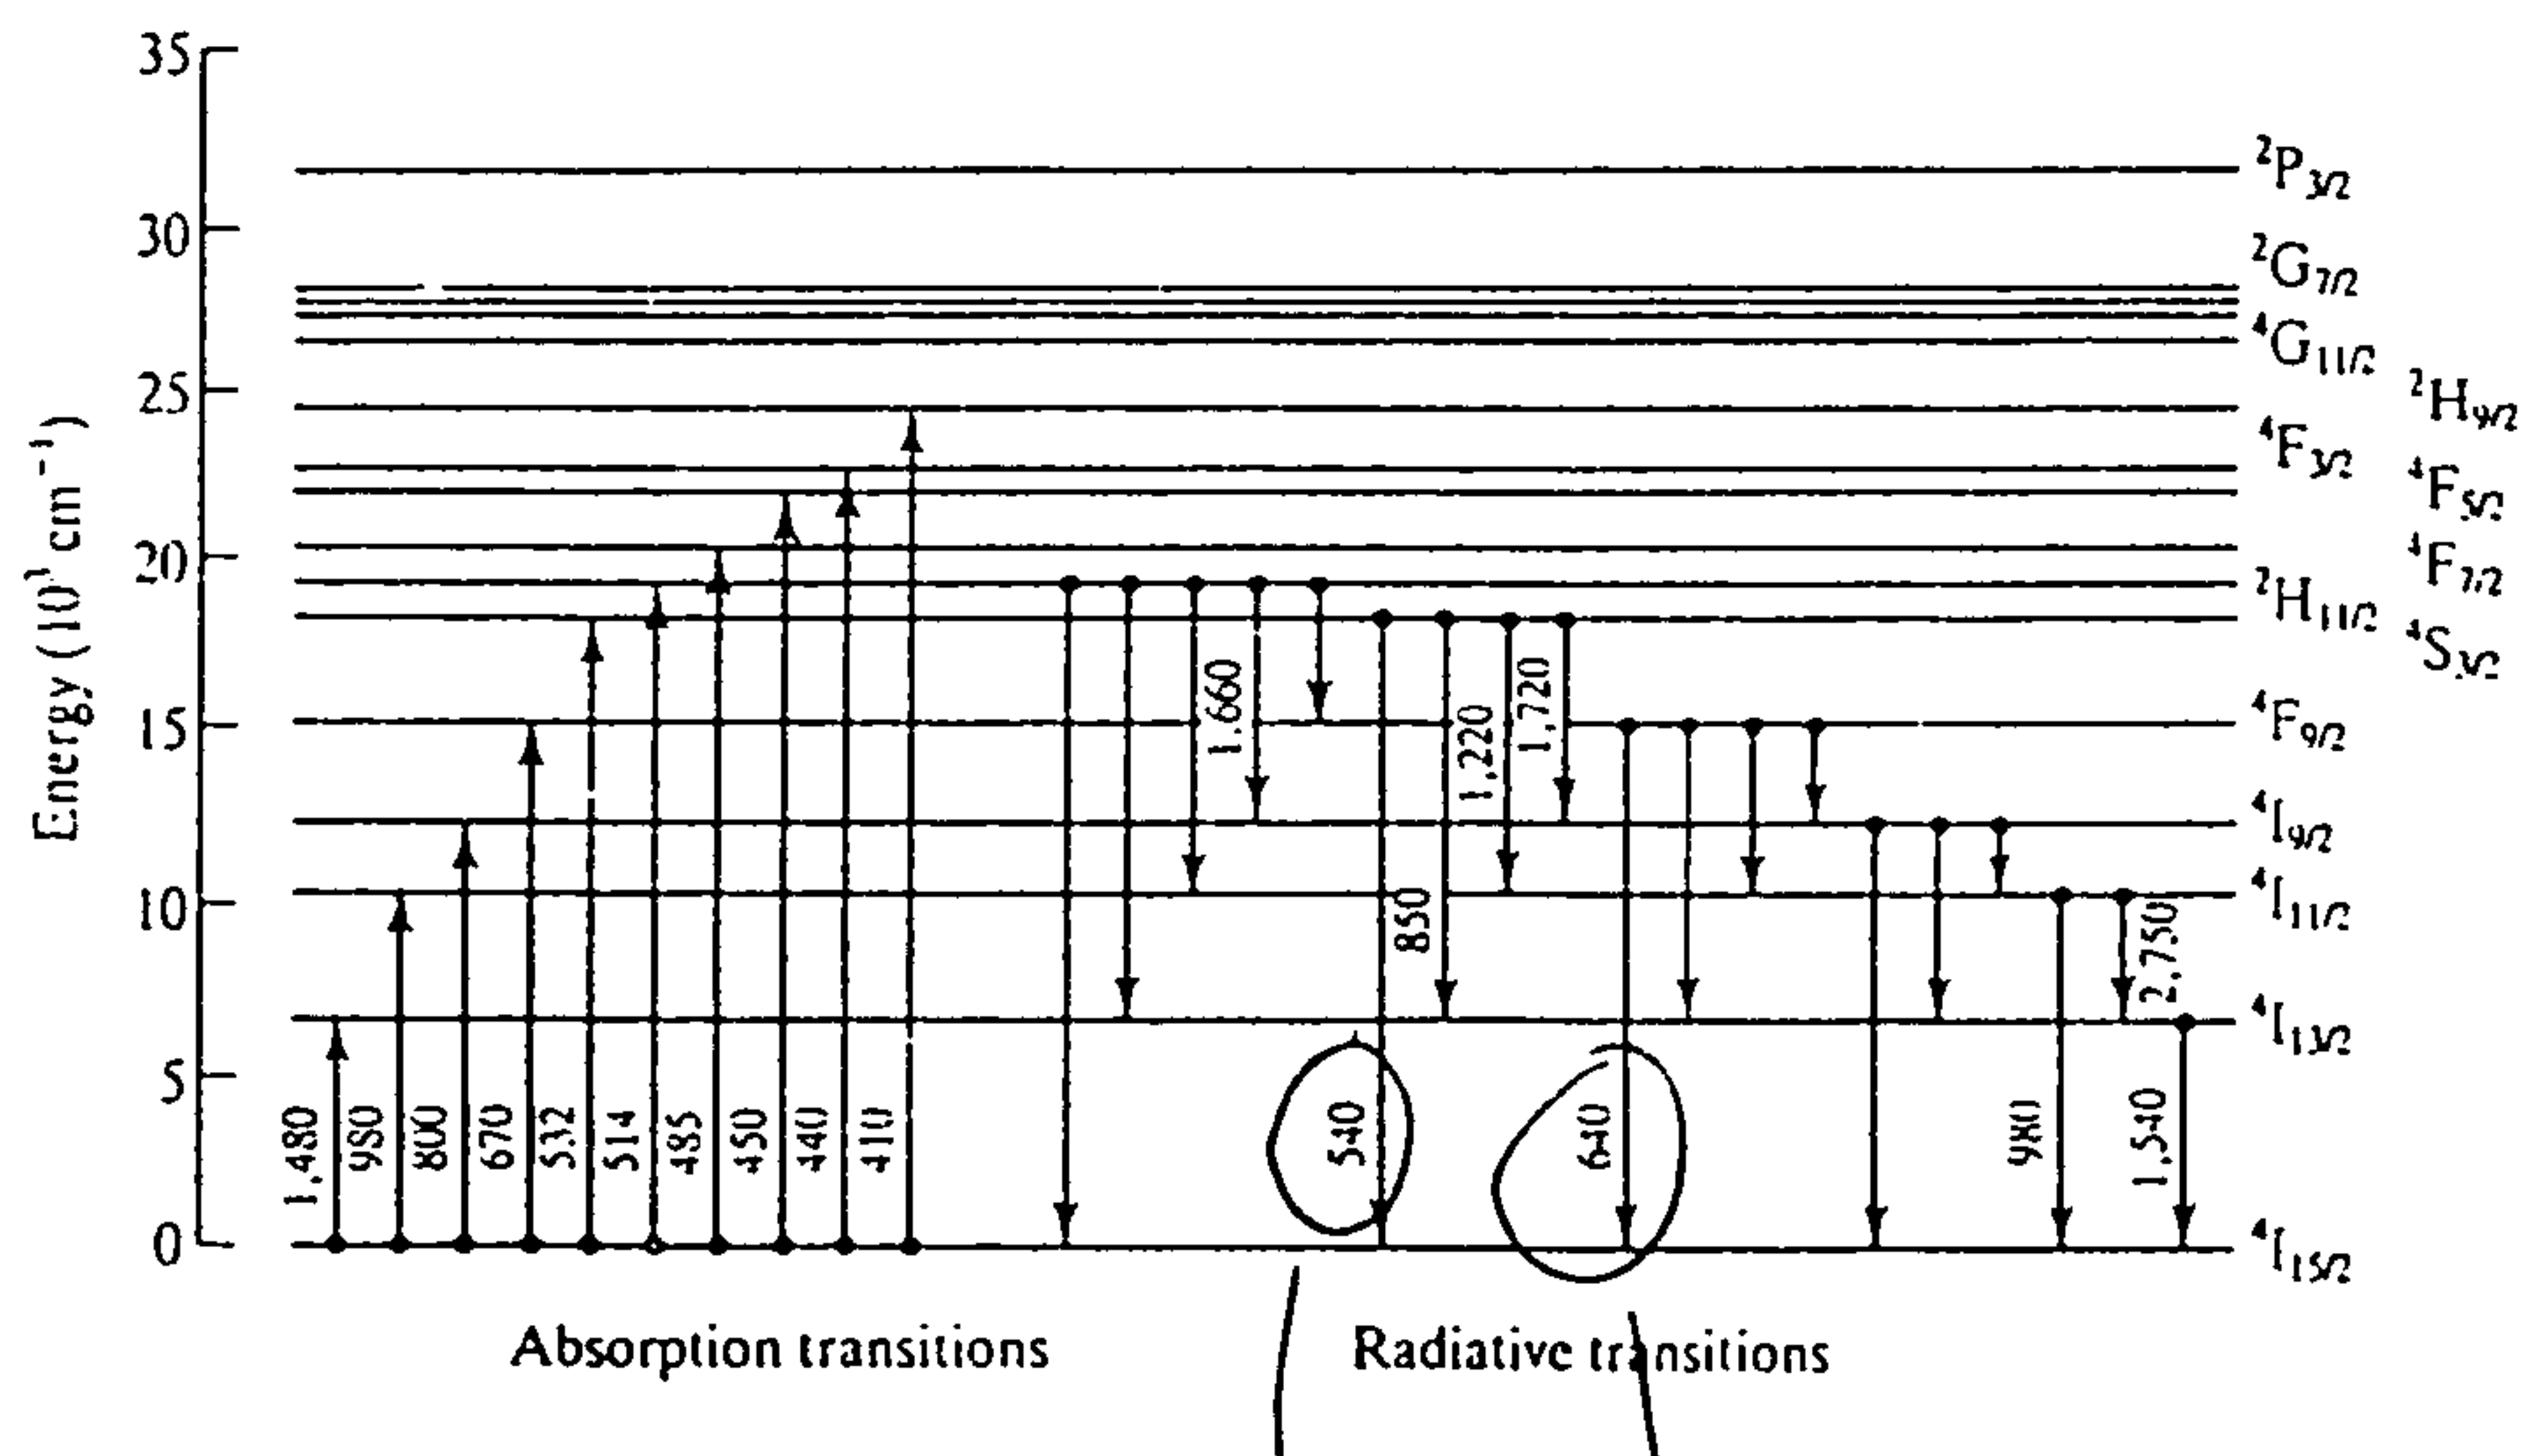 35
30
25
20
15
10
5
0
Energy (10³ cm⁻¹)
²P₃/₂
²G₇/₂
⁴G₁₁/₂
²H₉/₂
⁴F₃/₂
⁴F₅/₂
⁴F₇/₂
²H₁₁/₂
⁴S₃/₂
⁴F₉/₂
⁴I₉/₂
⁴I₁₁/₂
⁴I₁₃/₂
⁴I₁₅/₂
1,480
980
800
670
532
514
485
450
440
410
1.660
540
850
1,220
1,720
640
980
2,750
1,540
Absorption transitions
Radiative transitions